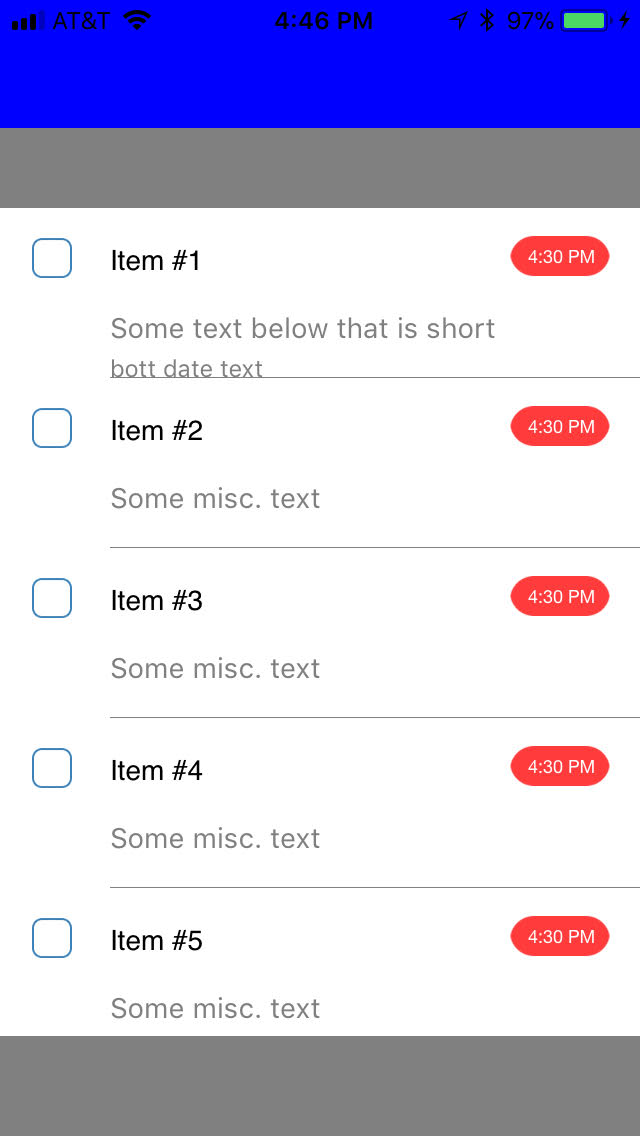 AT&T 4:46 PM 97%
Item #1 4:30 PM
Some text below that is short
bott date text
Item #2 4:30 PM
Some misc. text
Item #3 4:30 PM
Some misc. text
Item #4 4:30 PM
Some misc. text
Item #5 4:30 PM
Some misc. text